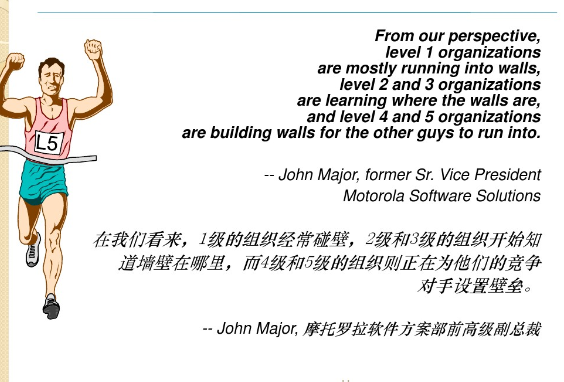 From our perspective,
level 1 organizations
are mostly running into walls,
level 2 and 3 organizations
are learning where the walls are,
and level 4 and 5 organizations
are building walls for the other guys to run into.
L5
-- John Major, former Sr. Vice President
Motorola Software Solutions
在我们看来，1级的组织经常碰壁，2级和3级的组织开始知
道墙壁在哪里，而4级和5级的组织则正在为他们的竞争
对手设置壁垒。
-- John Major, 摩托罗拉软件方案部前高级副总裁